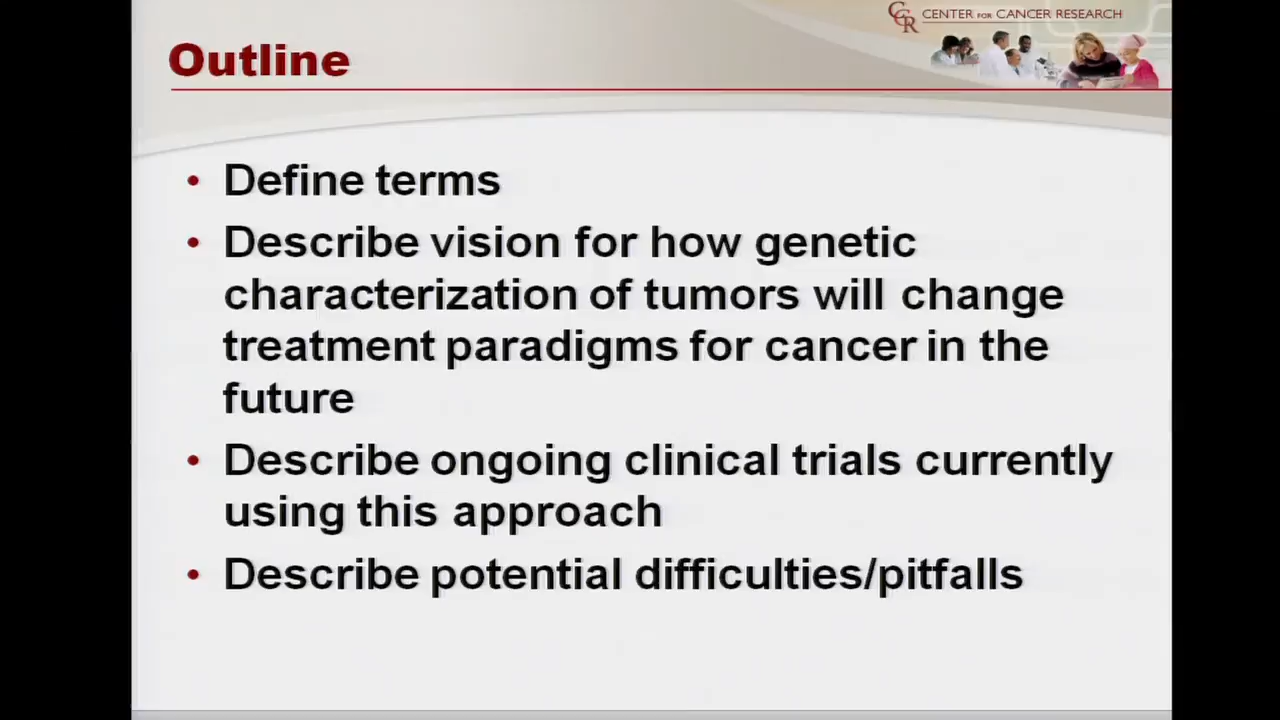 CCR CENTER FOR CANCER RESEARCH
Outline
• Define terms
• Describe vision for how genetic
characterization of tumors will change
treatment paradigms for cancer in the
future
• Describe ongoing clinical trials currently
using this approach
• Describe potential difficulties/pitfalls